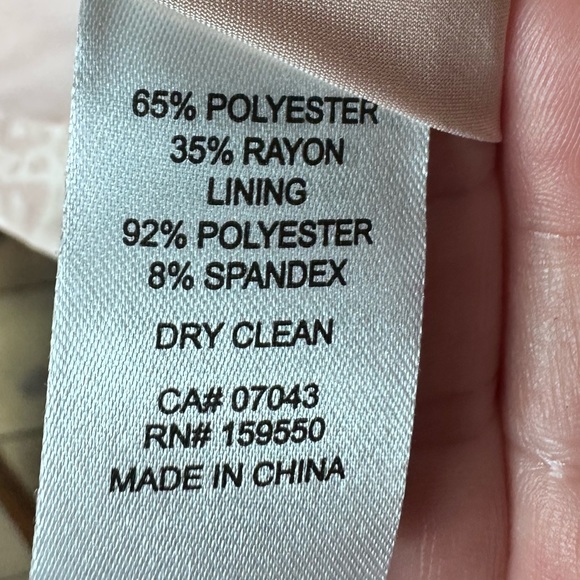 65% POLYESTER
35% RAYON
LINING
92% POLYESTER
8% SPANDEX
DRY CLEAN
CA# 07043
RN# 159550
MADE IN CHINA